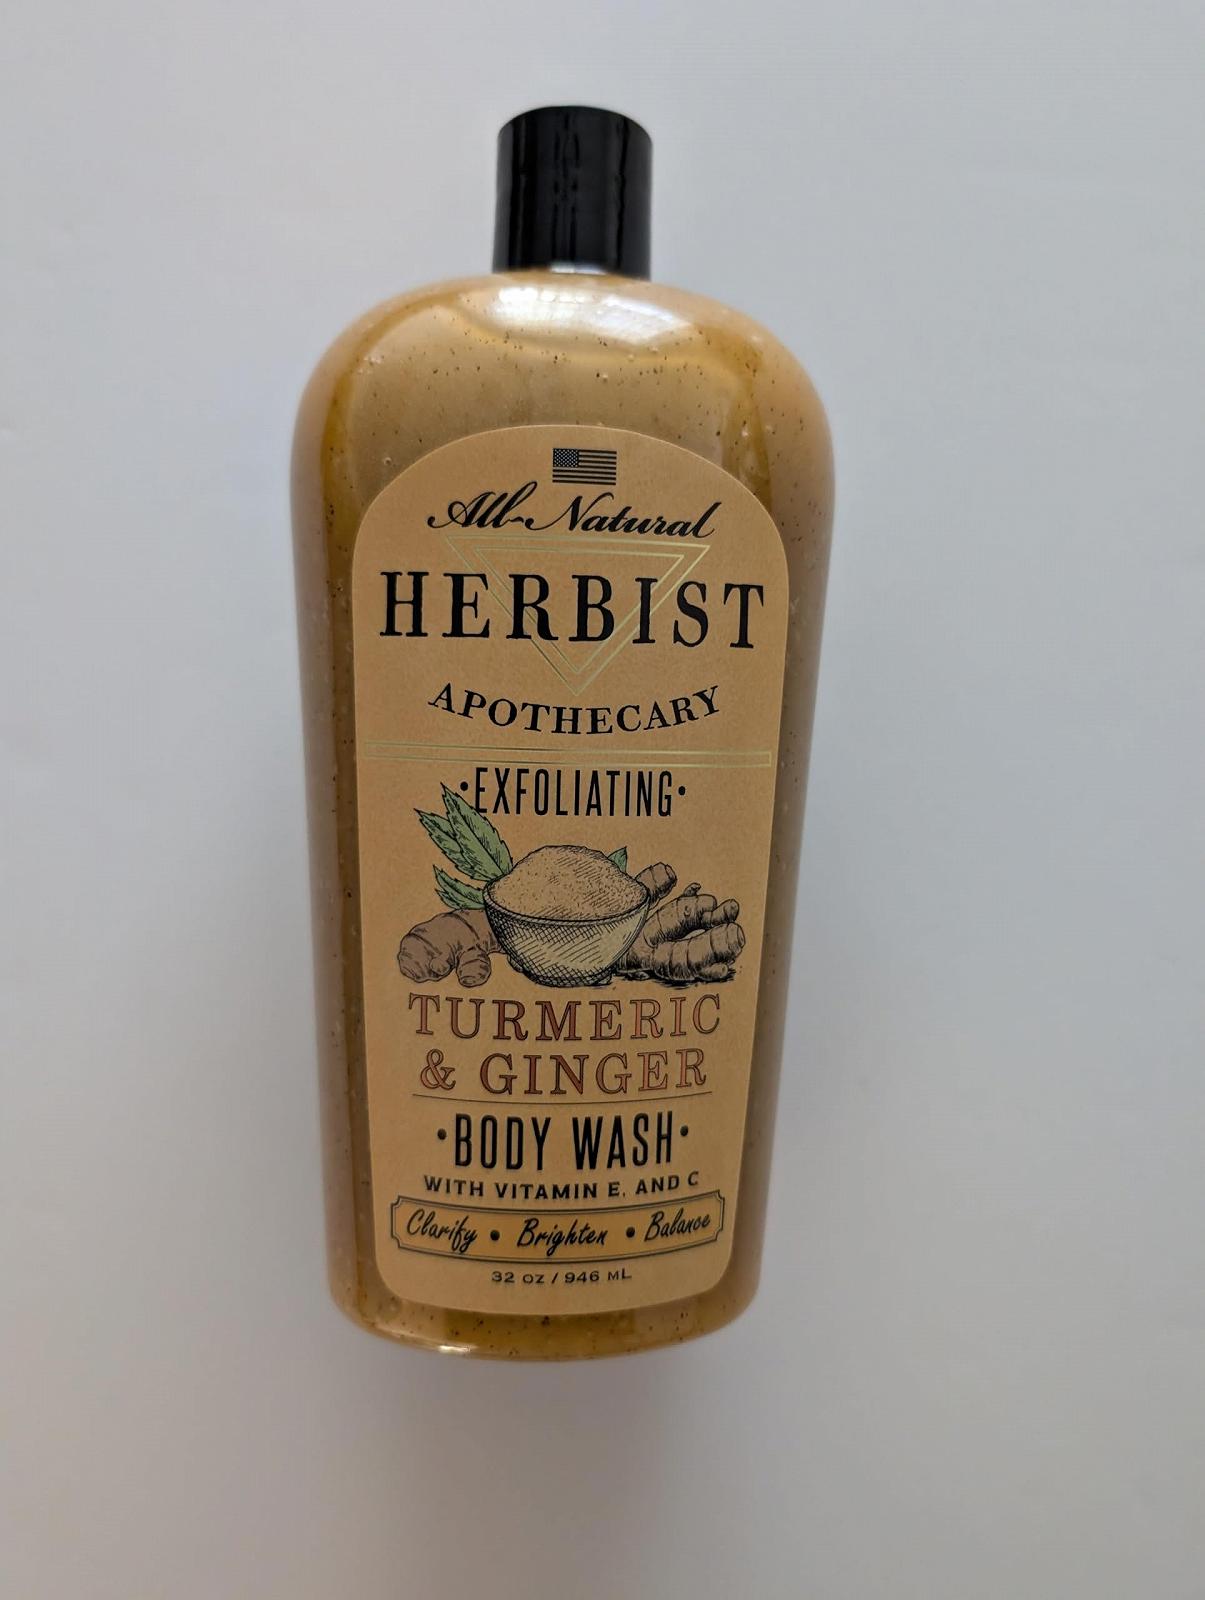 All-Natural
HERBIST
APOTHECARY
•EXFOLIATING•
TURMERIC
& GINGER
•BODY WASH•
WITH VITAMIN E, AND C
Clarify • Brighten • Balance
32 OZ / 946 mL